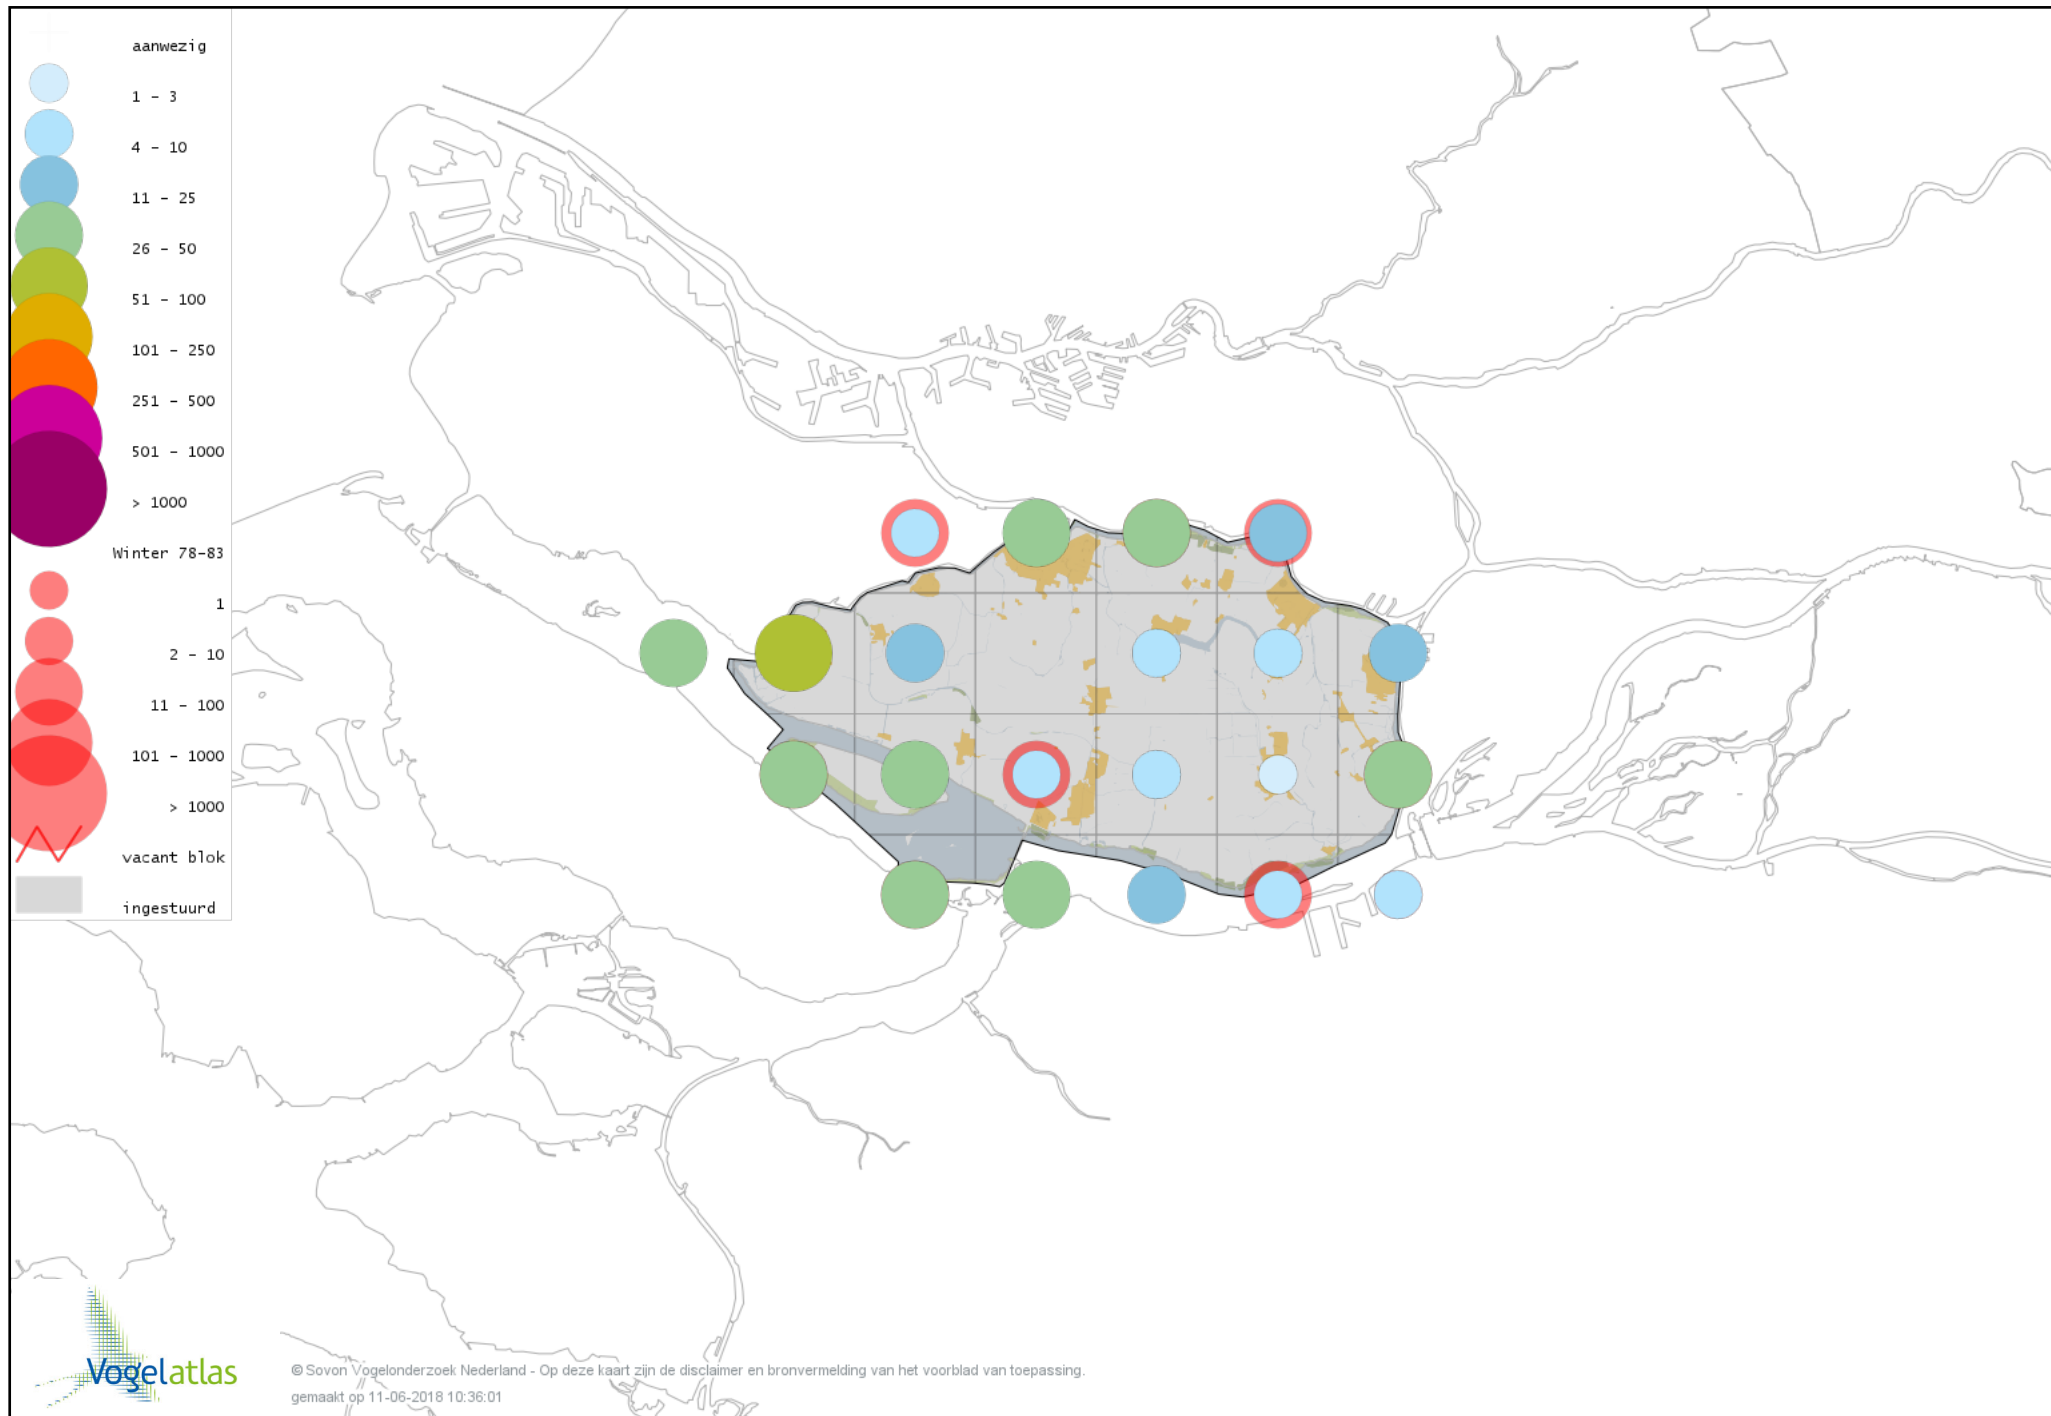 aanwezig
1 - 3
4 - 10
11 - 25
26 - 50
51 - 100
101 - 250
251 - 500
501 - 1000
> 1000
Winter 78-83
1
2 - 10
11 - 100
101 - 1000
> 1000
vacant blok
ingestuurd
Vogelatlas
© Sovon Vogelonderzoek Nederland - Op deze kaart zijn de disclaimer en bronvermelding van het voorblad van toepassing.
gemaakt op 11-06-2018 10:36:01